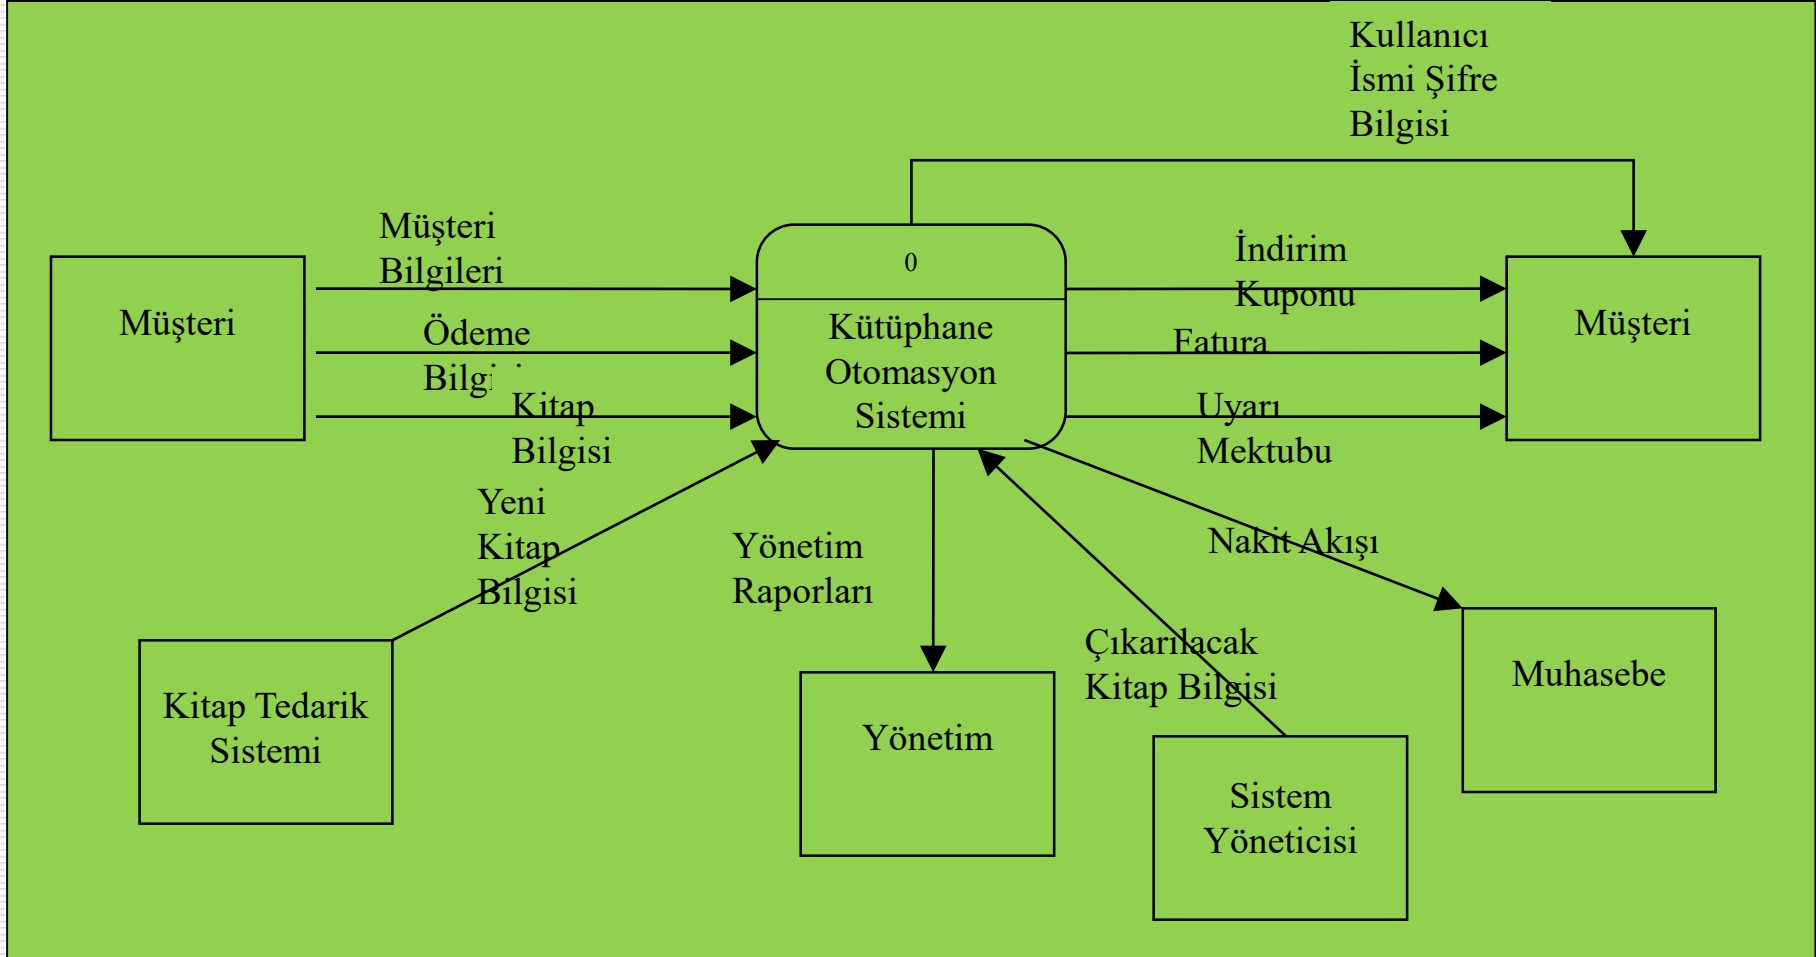 Kullanıcı
İsmi Şifre
Bilgisi
Müşteri
Bilgileri
Müşteri
Ödeme
Kitap
Bilgisi
0
Kütüphane
Otomasyon
Sistemi
İndirim
Kuponu
Fatura
Uyarı
Mektubu
Müşteri
Yeni
Kitap
Bilgisi
Yönetim
Raporları
Nakit Akışı
Çıkarılacak
Kitap Bilgisi
Kitap Tedarik
Sistemi
Yönetim
Sistem
Yöneticisi
Muhasebe